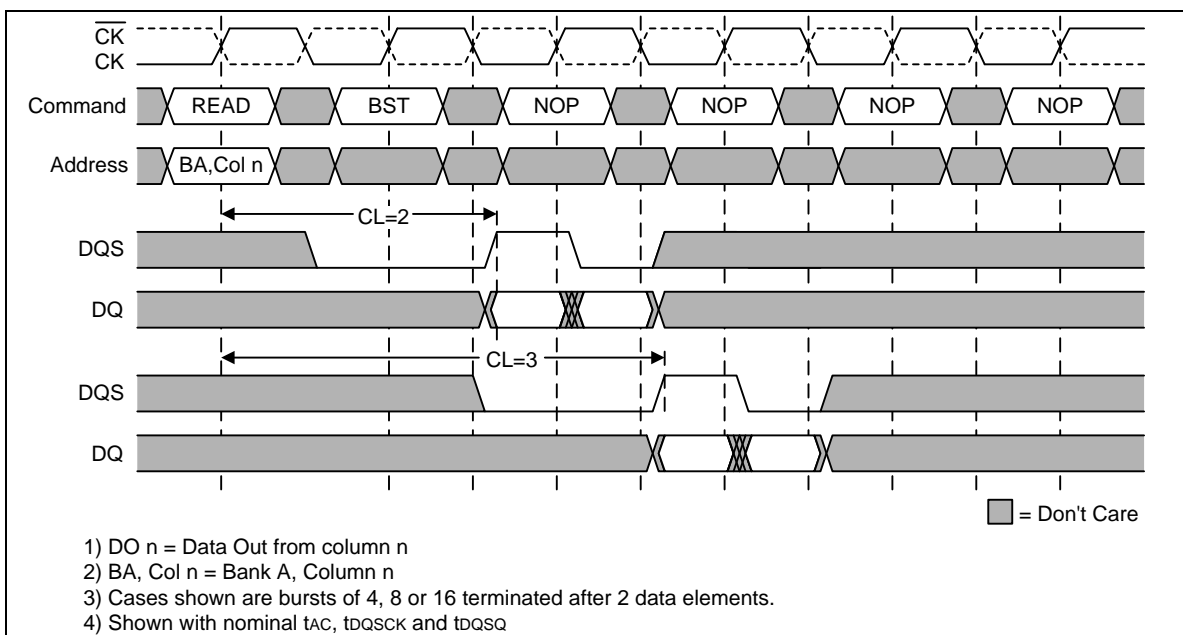 CK
CK
Command READ BST NOP NOP NOP NOP
Address BA,Col n
CL=2
DQS
DQ
CL=3
DQS
DQ
= Don't Care
1) DO n = Data Out from column n
2) BA, Col n = Bank A, Column n
3) Cases shown are bursts of 4, 8 or 16 terminated after 2 data elements.
4) Shown with nominal tAC, tDQSCK and tDQSQ